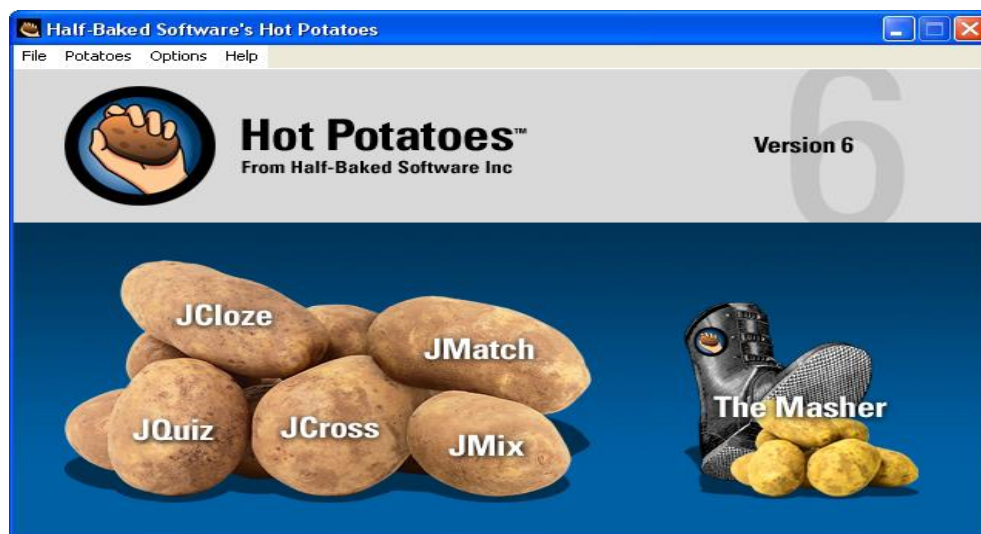 Half-Baked Software's Hot Potatoes
File Potatoes Options Help
Hot Potatoes™
From Half-Baked Software Inc
Version 6
6
JCloze
JMatch
JQuiz
JCross
JMix
The Masher